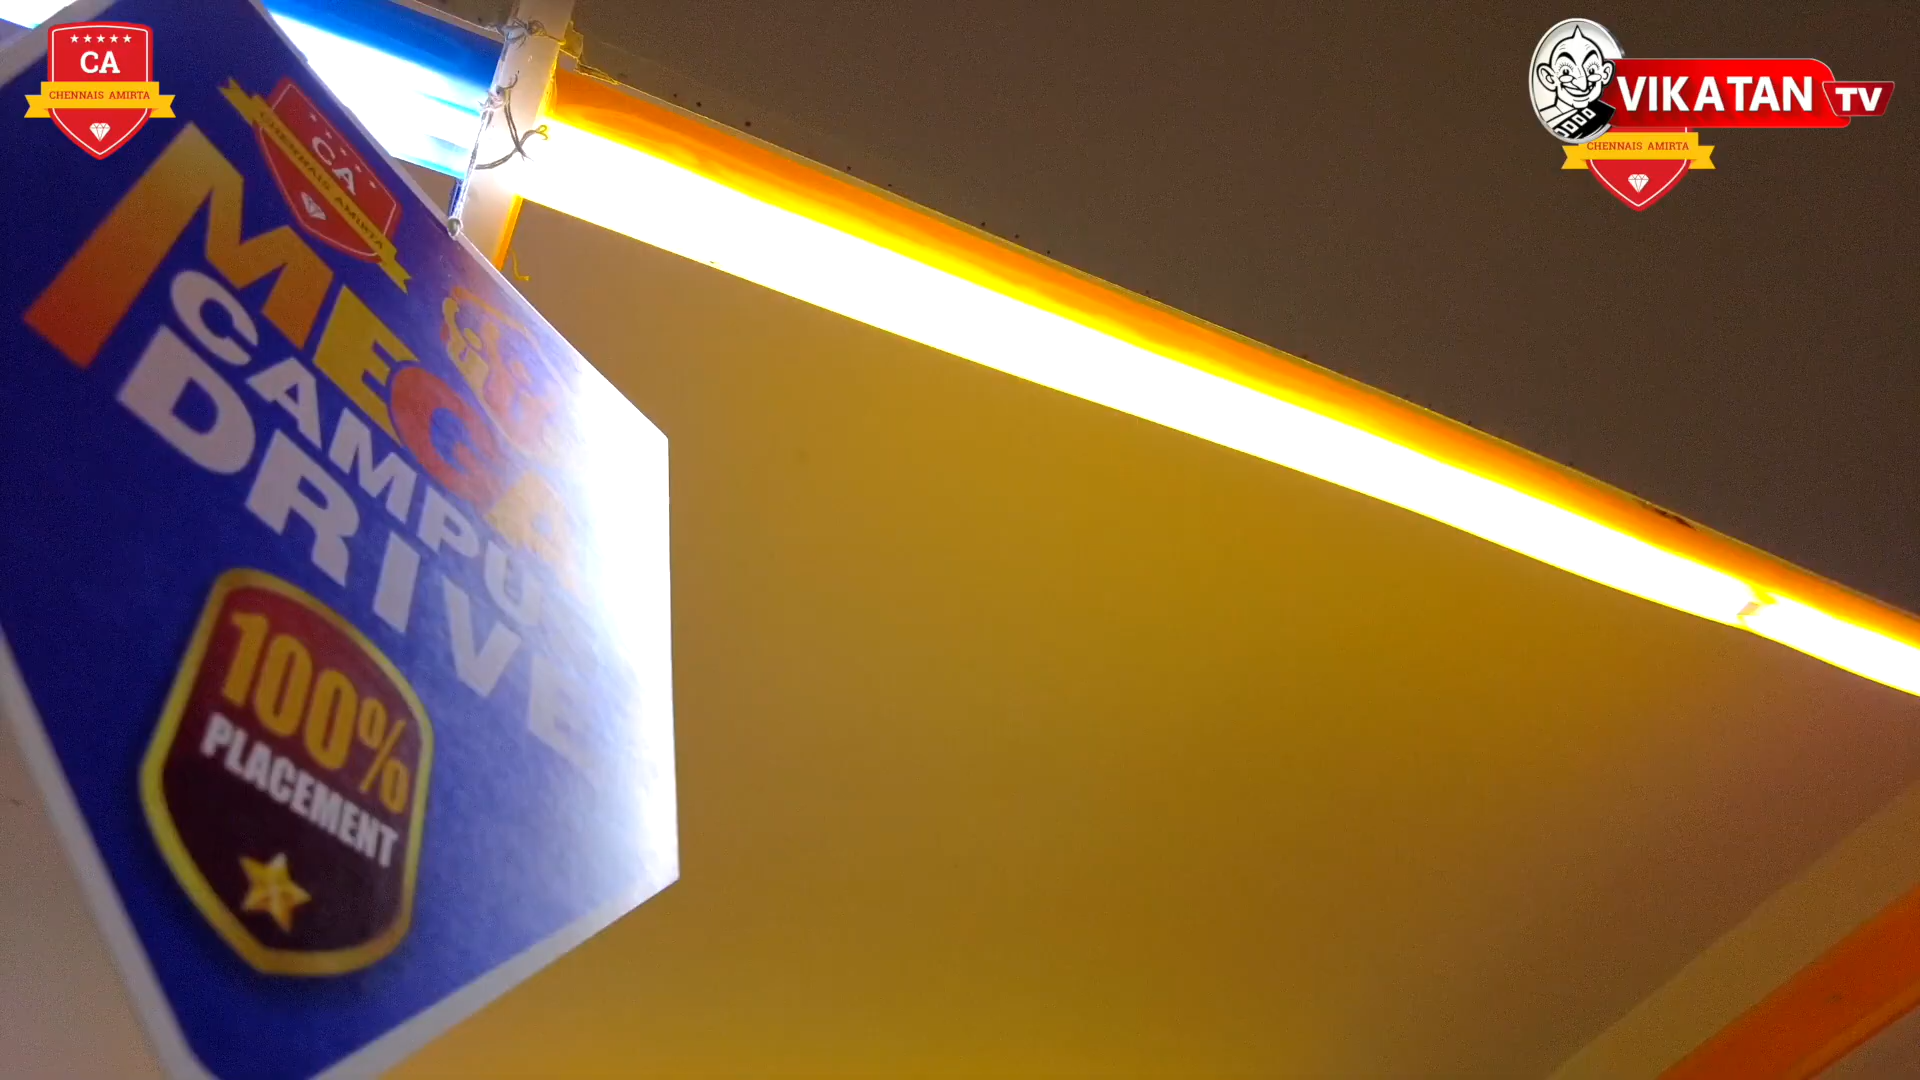 CA
CHENNAIS AMIRTA
VIKATAN TV
CHENNAIS AMIRTA
CA
CHENNAIS AMIRTA
MEGA
CAMPUS
DRIVE
100%
PLACEMENT